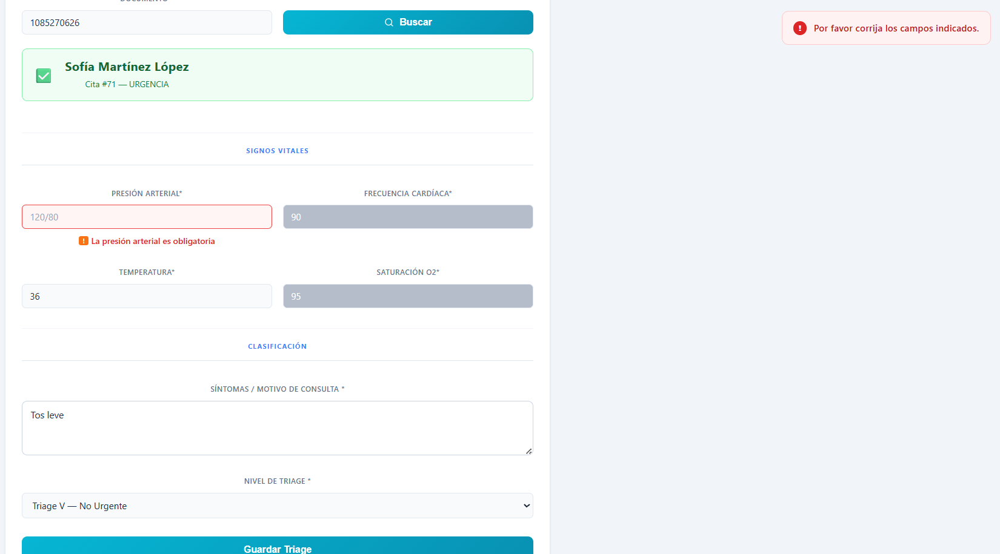 DOCUMENTO
1085270626
Buscar
Por favor corrija los campos indicados.
Sofía Martínez López
Cita #71 — URGENCIA
SIGNOS VITALES
PRESIÓN ARTERIAL*
FRECUENCIA CARDÍACA*
120/80
90
La presión arterial es obligatoria
TEMPERATURA*
SATURACIÓN O2*
36
95
CLASIFICACIÓN
SÍNTOMAS / MOTIVO DE CONSULTA *
Tos leve
NIVEL DE TRIAGE *
Triage V — No Urgente
Guardar Triage